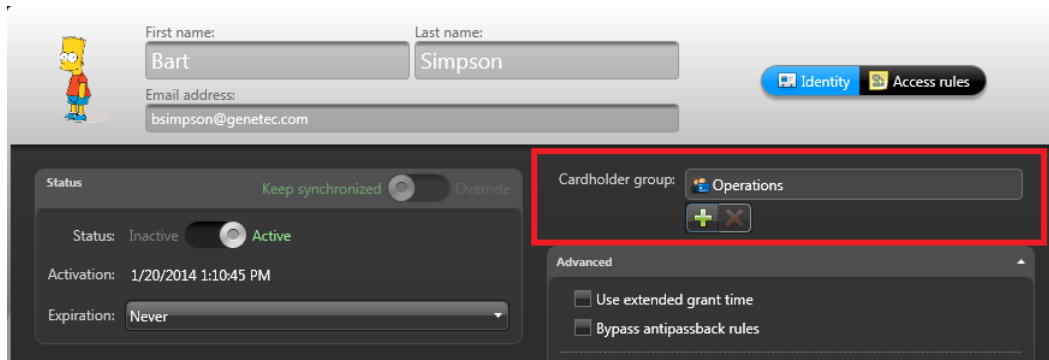 First name: Last name:
Bart Simpson
Identity Access rules
Email address:
bsimpson@genetec.com
Status Keep synchronized Override
Cardholder group: Operations
Status: Inactive Active
Activation: 1/20/2014 1:10:45 PM
Expiration: Never
Advanced
Use extended grant time
Bypass antipassback rules